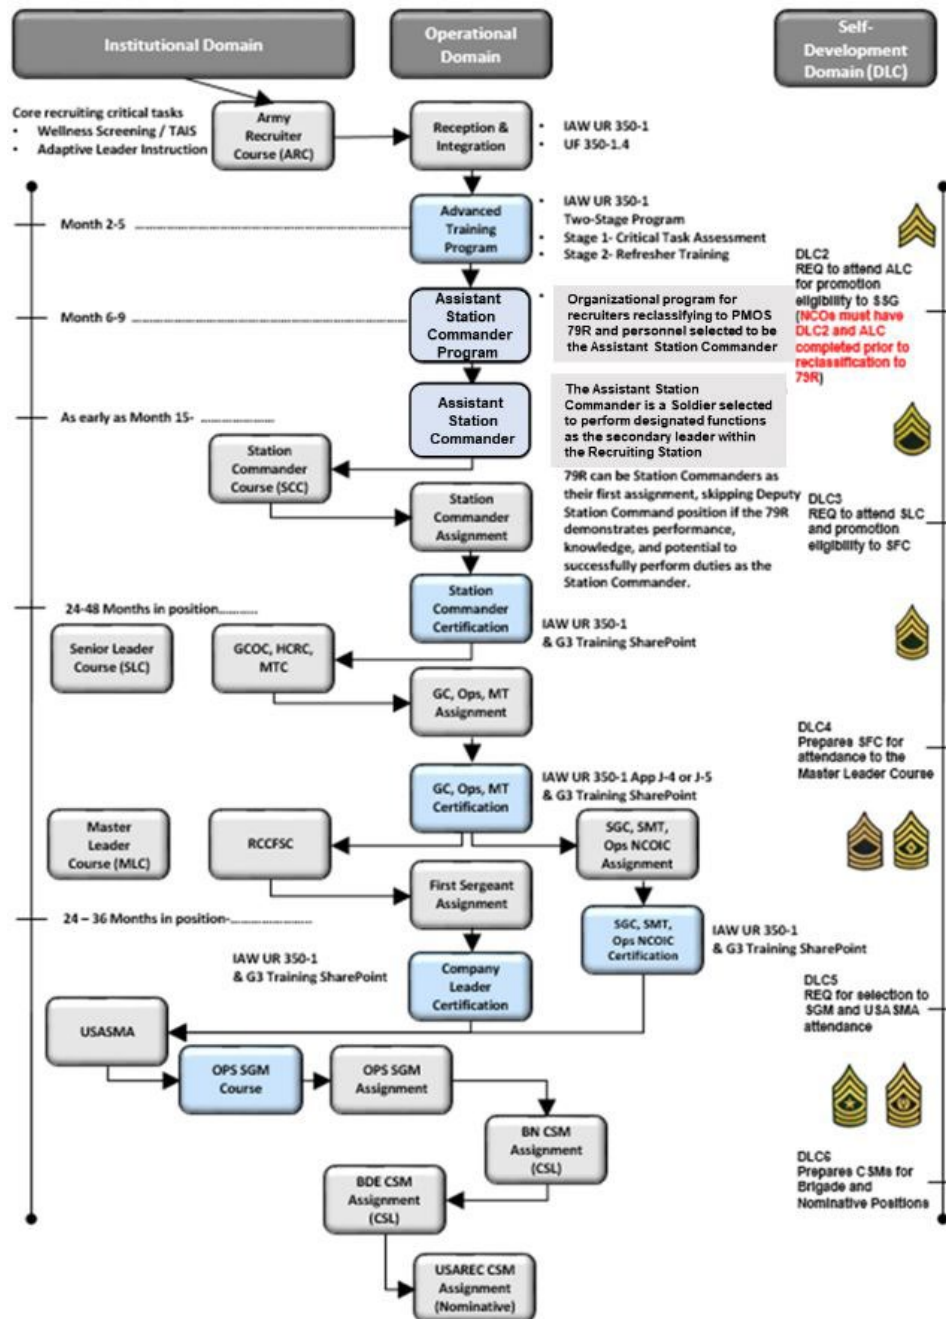 Institutional Domain
Operational
Domain
Self-
Development
Domain (DLC)
Core recruiting critical tasks
• Wellness Screening / TAIS
• Adaptive Leader Instruction
Army
Recruiter
Course (ARC)
Reception &
Integration
• IAW UR 350-1
• UF 350-1.4
Month 2-5
Advanced
Training
Program
• IAW UR 350-1
Two-Stage Program
• Stage 1- Critical Task Assessment
• Stage 2- Refresher Training
DLC2
REQ to attend ALC
for promotion
eligibility to SSG
(NCOs must have
DLC2 and ALC
completed prior to
reclassification to
79R)
Month 6-9
Assistant
Station
Commander
Program
•
Organizational program for
recruiters reclassifying to PMOS
79R and personnel selected to be
the Assistant Station Commander
As early as Month 15-
Assistant
Station
Commander
The Assistant Station
Commander is a Soldier selected
to perform designated functions
as the secondary leader within
the Recruiting Station
Station
Commander
Course (SCC)
Station
Commander
Assignment
79R can be Station Commanders as
their first assignment, skipping Deputy
Station Command position if the 79R
demonstrates performance,
knowledge, and potential to
successfully perform duties as the
Station Commander.
DLC3
REQ to attend SLC
and promotion
eligibility to SFC
24-48 Months in position
Station
Commander
Certification
IAW UR 350-1
& G3 Training SharePoint
Senior Leader
Course (SLC)
GCOC, HCRC,
MTC
GC, Ops, MT
Assignment
DLC4
Prepares SFC for
attendance to the
Master Leader Course
GC, Ops, MT
Certification
IAW UR 350-1 App J-4 or J-5
& G3 Training SharePoint
Master
Leader
Course (MLC)
RCCFSC
SGC, SMT,
Ops NCOIC
Assignment
First Sergeant
Assignment
24 – 36 Months in position-
SGC, SMT,
Ops NCOIC
Certification
IAW UR 350-1
& G3 Training SharePoint
IAW UR 350-1
& G3 Training SharePoint
Company
Leader
Certification
DLC5
REQ for selection to
SGM and USASMA
attendance
USASMA
OPS SGM
Course
OPS SGM
Assignment
BN CSM
Assignment
(CSL)
DLC6
Prepares CSMs for
Brigade and
Nominative Positions
BDE CSM
Assignment
(CSL)
USAREC CSM
Assignment
(Nominative)